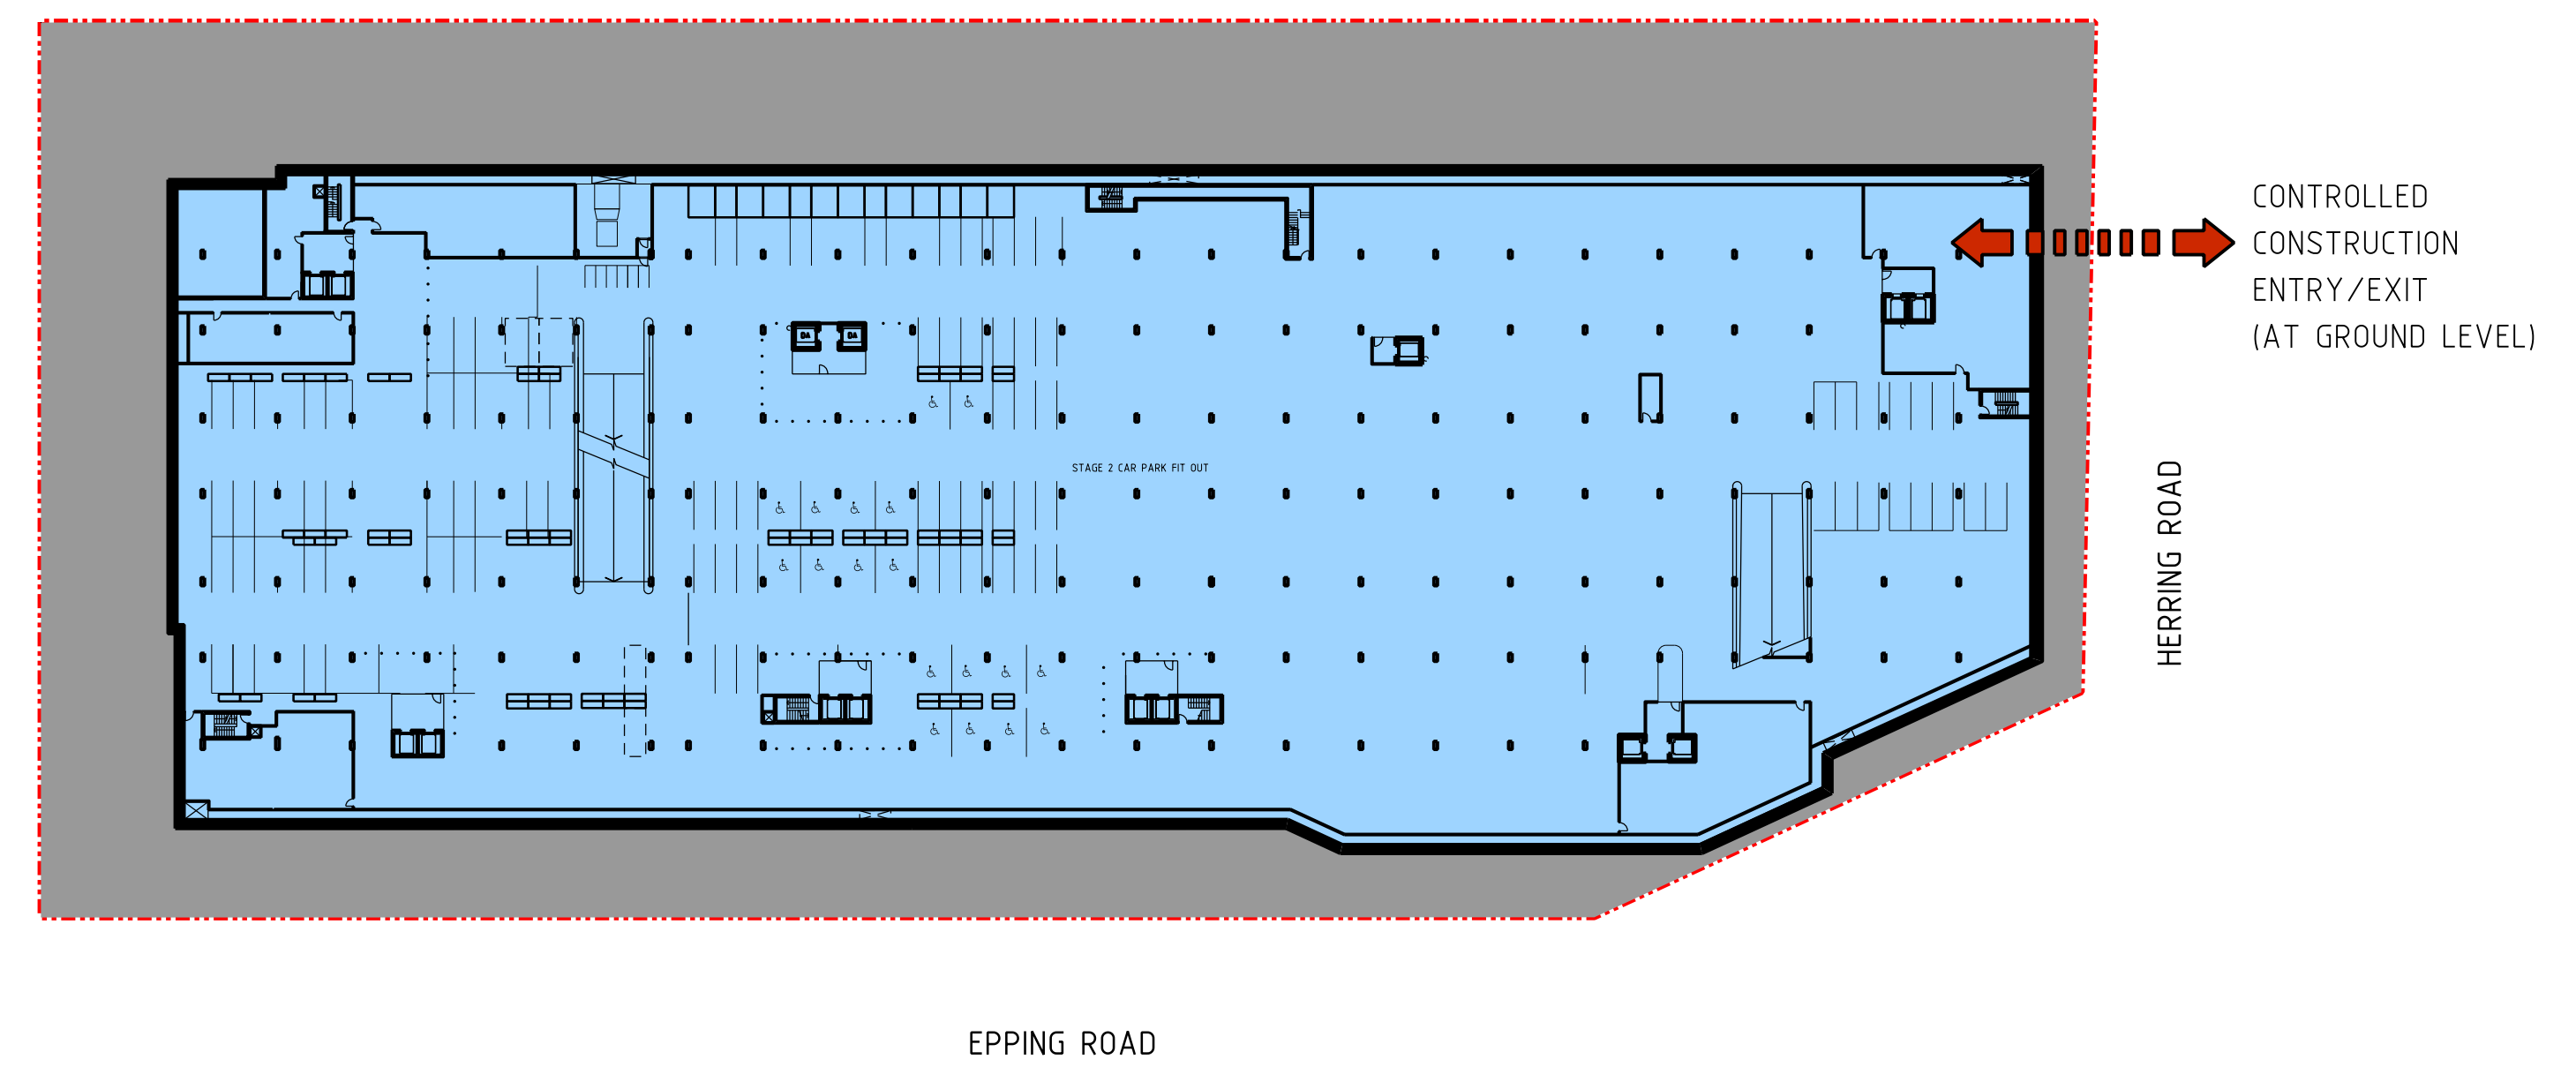 CONTROLLED
CONSTRUCTION
ENTRY/EXIT
(AT GROUND LEVEL)
STAGE 2 CAR PARK FIT OUT
HERRING ROAD
EPPING ROAD